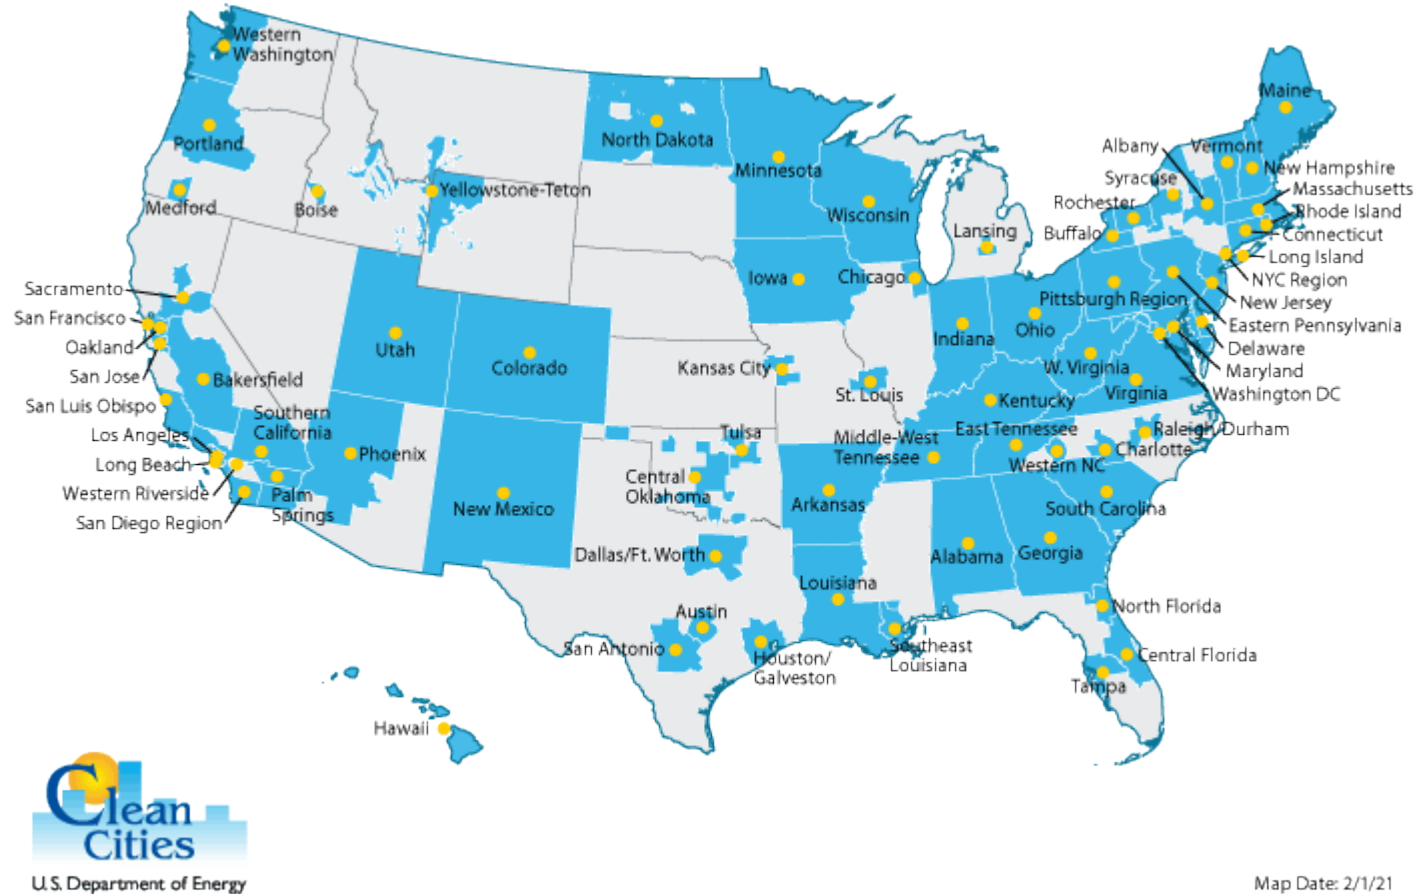 Western
Washington
Portland
Medford
Boise
Yellowstone-Teton
North Dakota
Minnesota
Wisconsin
Iowa
Chicago
Lansing
Indiana
Ohio
Maine
Albany
Vermont
New Hampshire
Syracuse
Massachusetts
Rochester
Rhode Island
Buffalo
Connecticut
Long Island
NYC Region
Pittsburgh Region
New Jersey
Eastern Pennsylvania
Delaware
Maryland
Washington DC
W. Virginia
Virginia
Kentucky
Sacramento
San Francisco
Oakland
San Jose
San Luis Obispo
Bakersfield
Southern
California
Los Angeles
Long Beach
Western Riverside
San Diego Region
Palm
Springs
Utah
Colorado
Phoenix
New Mexico
Kansas City
St. Louis
Tulsa
Central
Oklahoma
Middle-West
Tennessee
East Tennessee
Western NC
Raleigh/Durham
Charlotte
South Carolina
Arkansas
Alabama
Georgia
Dallas/Ft. Worth
Louisiana
Austin
San Antonio
Houston/
Galveston
Southeast
Louisiana
North Florida
Central Florida
Tampa
Hawaii
Clean
Cities
U.S. Department of Energy
Map Date: 2/1/21